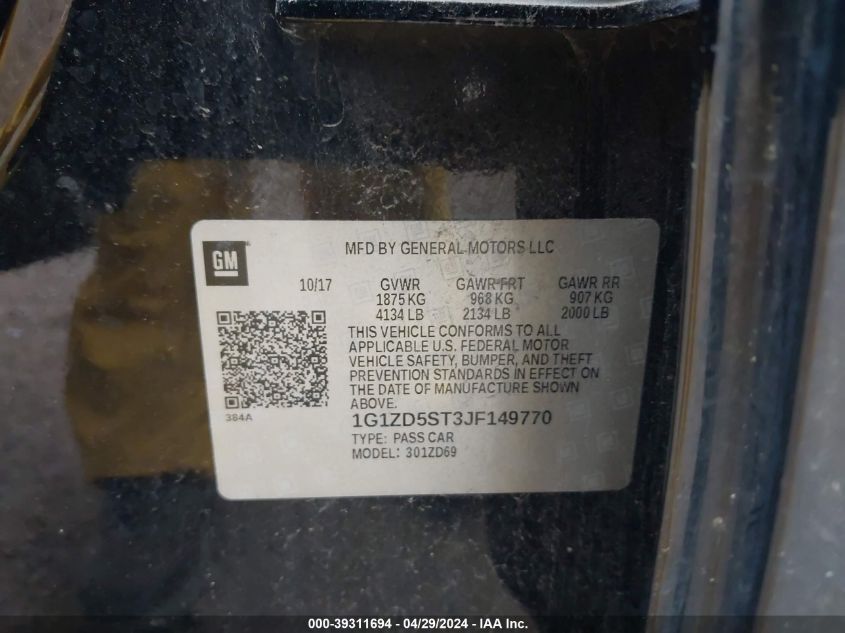 GM
MFD BY GENERAL MOTORS LLC
10/17 GVWR GAWR FRT GAWR RR
1875 KG 968 KG 907 KG
4134 LB 2134 LB 2000 LB
THIS VEHICLE CONFORMS TO ALL
APPLICABLE U.S. FEDERAL MOTOR
VEHICLE SAFETY, BUMPER, AND THEFT
PREVENTION STANDARDS IN EFFECT ON
THE DATE OF MANUFACTURE SHOWN
ABOVE.
384A
1G1ZD5ST3JF149770
TYPE: PASS CAR
MODEL: 301ZD69
000-39311694 / 04/29/2024 / IAA Inc.